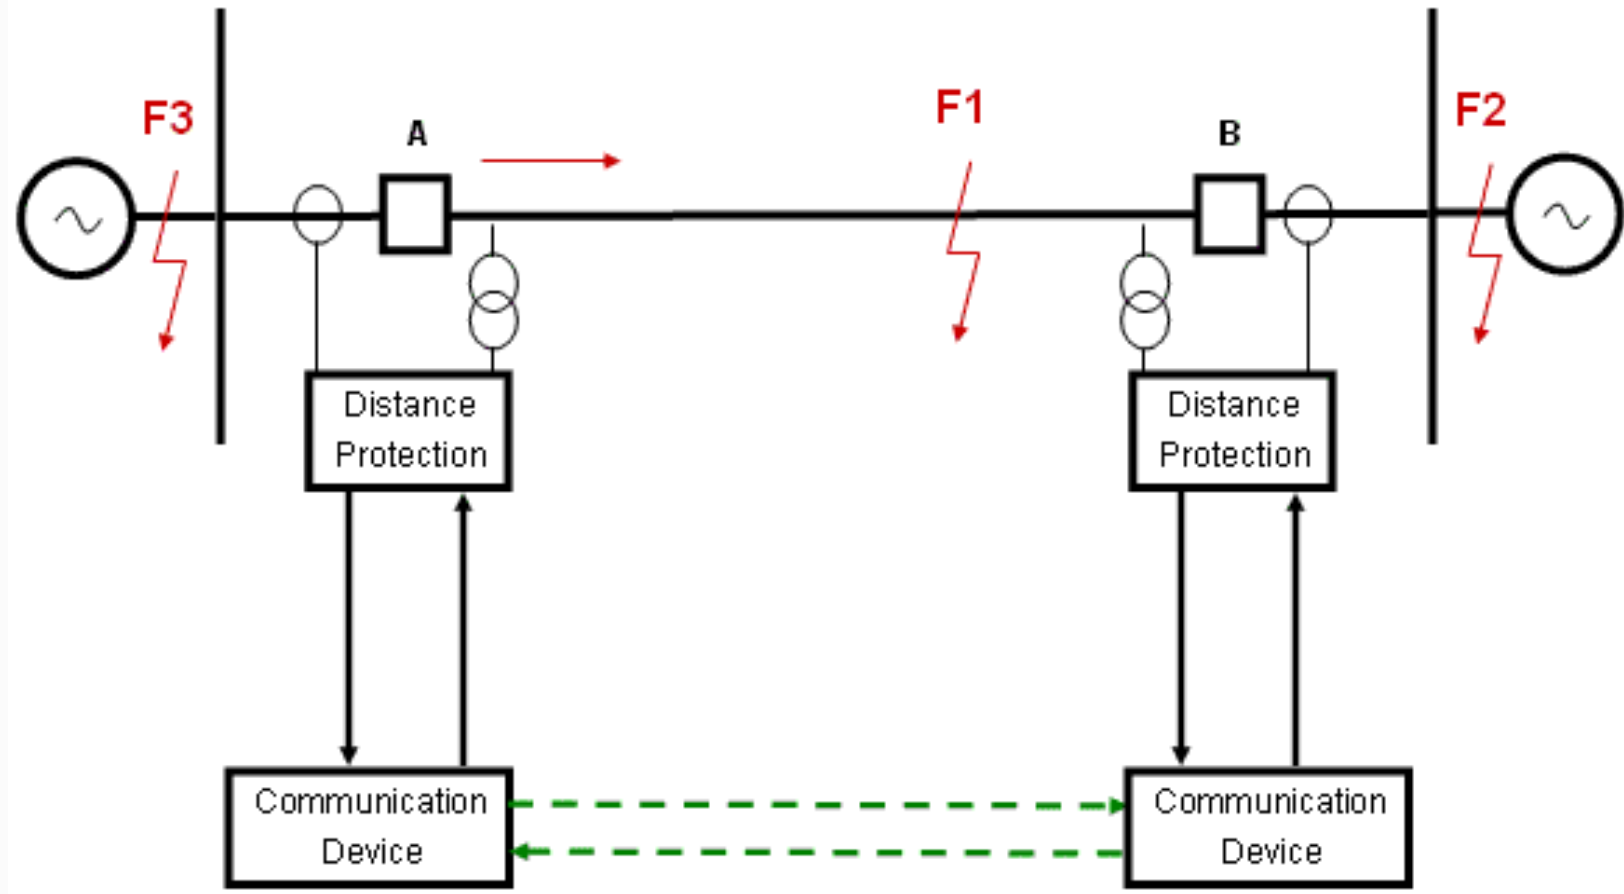 F3
A
F1
B
F2
Distance
Protection
Distance
Protection
Communication
Device
Communication
Device